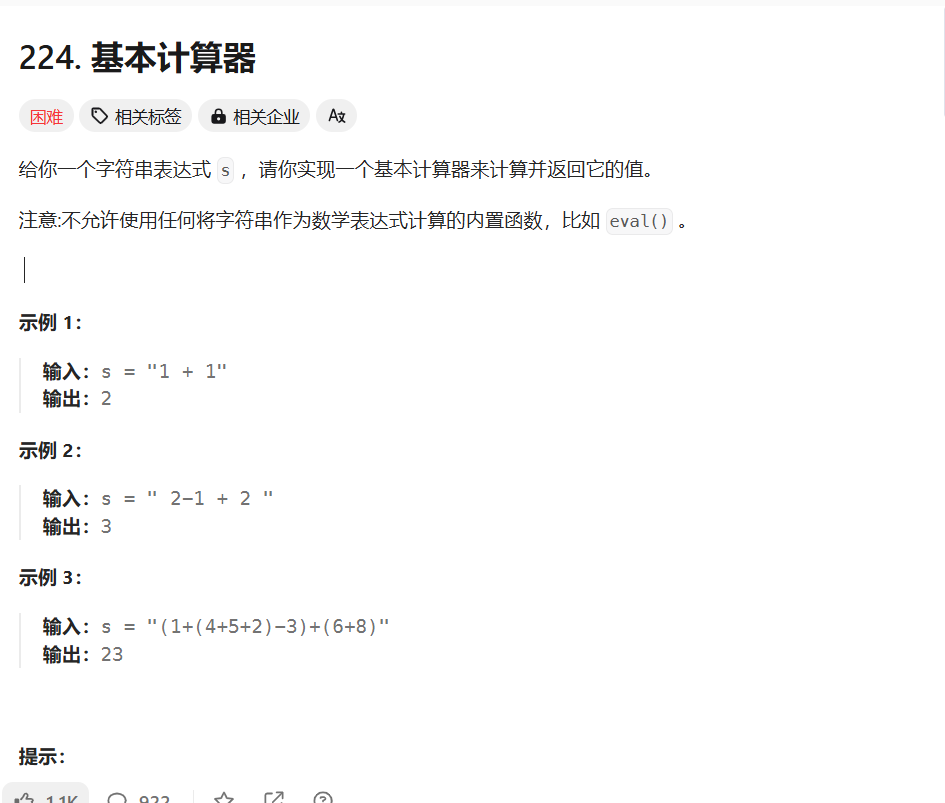 224. 基本计算器
困难 相关标签 相关企业
给你一个字符串表达式 s ，请你实现一个基本计算器来计算并返回它的值。
注意:不允许使用任何将字符串作为数学表达式计算的内置函数，比如 eval() 。
示例 1：
输入：s = "1 + 1"
输出：2
示例 2：
输入：s = " 2-1 + 2 "
输出：3
示例 3：
输入：s = "(1+(4+5+2)-3)+(6+8)"
输出：23
提示：
1.1K 922